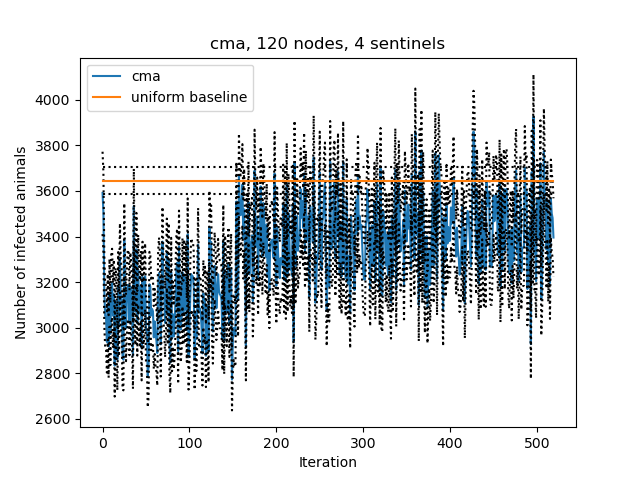 cma, 120 nodes, 4 sentinels
cma
uniform baseline
Number of infected animals
4000
3800
3600
3400
3200
3000
2800
2600
0 100 200 300 400 500
Iteration